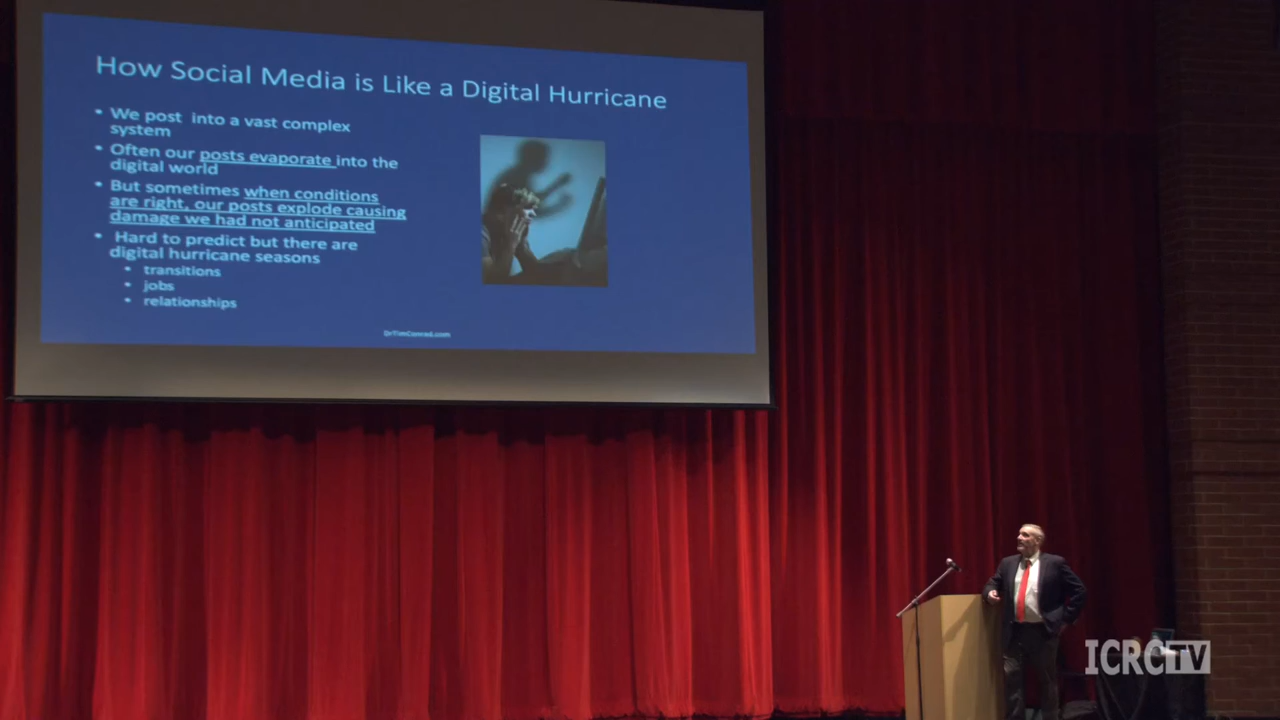 How Social Media is Like a Digital Hurricane
• We post into a vast complex
system
• Often our posts evaporate into the
digital world
• But sometimes when conditions
are right, our posts explode causing
damage we had not anticipated
• Hard to predict but there are
digital hurricane seasons
• transitions
• jobs
• relationships
DrTimConrad.com
ICRCTV